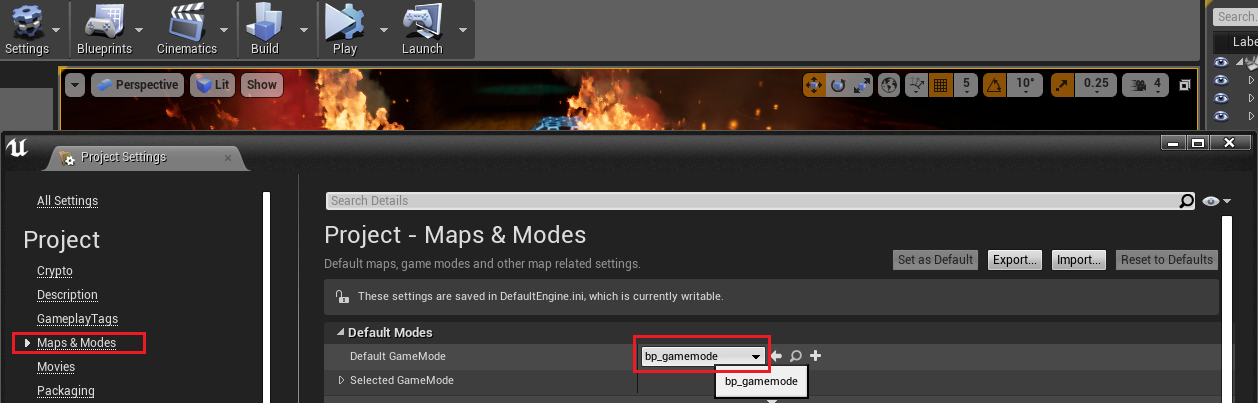 Settings Blueprints Cinematics Build Play Launch
Search.
Labe
Perspective Lit Show 5 10° 0.25 4
Project Settings
All Settings
Search Details
Project
Project - Maps & Modes
Default maps, game modes and other map related settings.
Set as Default Export... Import... Reset to Defaults
Crypto
Description
GameplayTags
Maps & Modes
Movies
Packaging
These settings are saved in DefaultEngine.ini, which is currently writable.
Default Modes
Default GameMode bp_gamemode
Selected GameMode
bp_gamemode